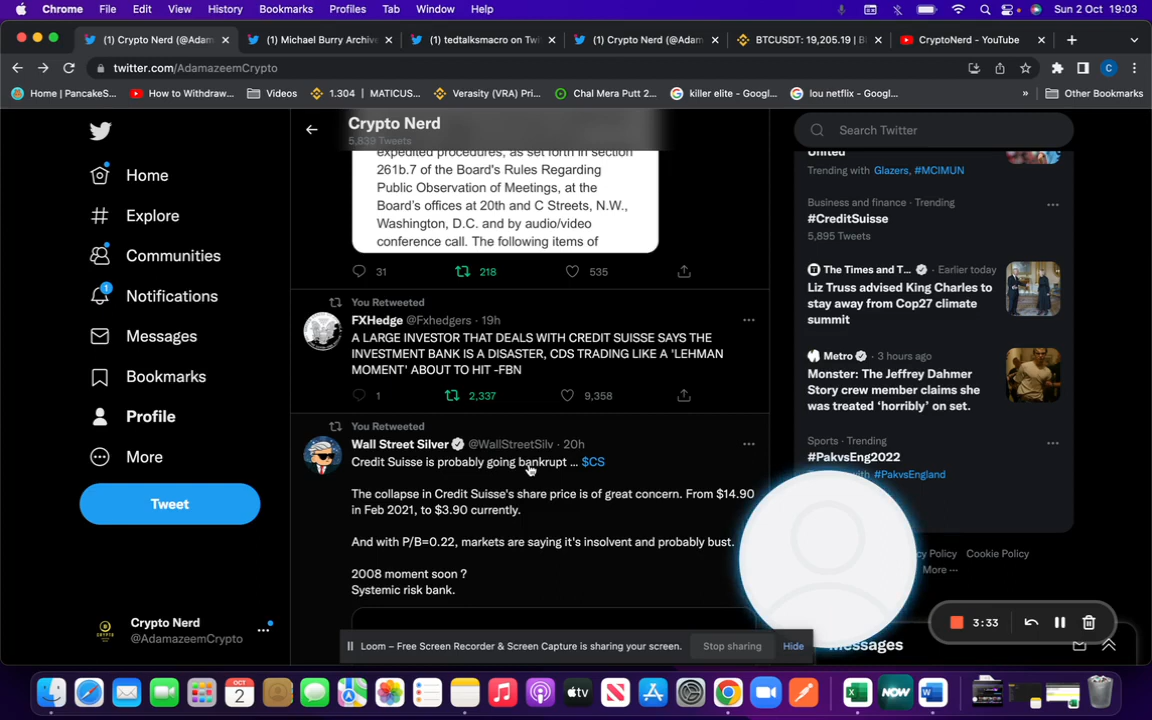 Chrome File Edit View History Bookmarks Profiles Tab Window Help Sun 2 Oct 19:03
(1) Crypto Nerd (@Adam Michael Burry Archive tedtalksmacro on Twi (1) Crypto Nerd (@Adam BTCUSDT: 19,205.19 | Bi CryptoNerd - YouTube
twitter.com/AdamazeemCrypto C
Home | PancakeS... How to Withdraw... Videos 1.304 | MATICUS... Verasity (VRA) Pri... Chal Mera Putt 2... killer elite - Googl... lou netflix - Googl... » Other Bookmarks
Home
Explore
Communities
1
Notifications
Messages
Bookmarks
Profile
More
Tweet
Crypto Nerd
@AdamazeemCrypto
Crypto Nerd
5,839 Tweets
expedited procedures, as set forth in section
261b.7 of the Board's Rules Regarding
Public Observation of Meetings, at the
Board's offices at 20th and C Streets, N.W.,
Washington, D.C. and by audio/video
conference call. The following items of
31 218 535
You Retweeted
FXHedge @Fxhedgers · 19h
A LARGE INVESTOR THAT DEALS WITH CREDIT SUISSE SAYS THE
INVESTMENT BANK IS A DISASTER, CDS TRADING LIKE A 'LEHMAN
MOMENT' ABOUT TO HIT -FBN
1 2,337 9,358
You Retweeted
Wall Street Silver @WallStreetSilv · 20h
Credit Suisse is probably going bankrupt ... $CS
The collapse in Credit Suisse's share price is of great concern. From $14.90
in Feb 2021, to $3.90 currently.
And with P/B=0.22, markets are saying it's insolvent and probably bust.
2008 moment soon ?
Systemic risk bank.
Loom – Free Screen Recorder & Screen Capture is sharing your screen. Stop sharing Hide
Search Twitter
United
Trending with Glazers, #MCIMUN
Business and finance · Trending
#CreditSuisse
5,895 Tweets
The Times and T... · Earlier today
Liz Truss advised King Charles to
stay away from Cop27 climate
summit
Metro · 3 hours ago
Monster: The Jeffrey Dahmer
Story crew member claims she
was treated 'horribly' on set.
Sports · Trending
#PakvsEng2022
with #PakvsEngland
Policy Cookie Policy
More ···
3:33
Messages
OCT
2
NOW